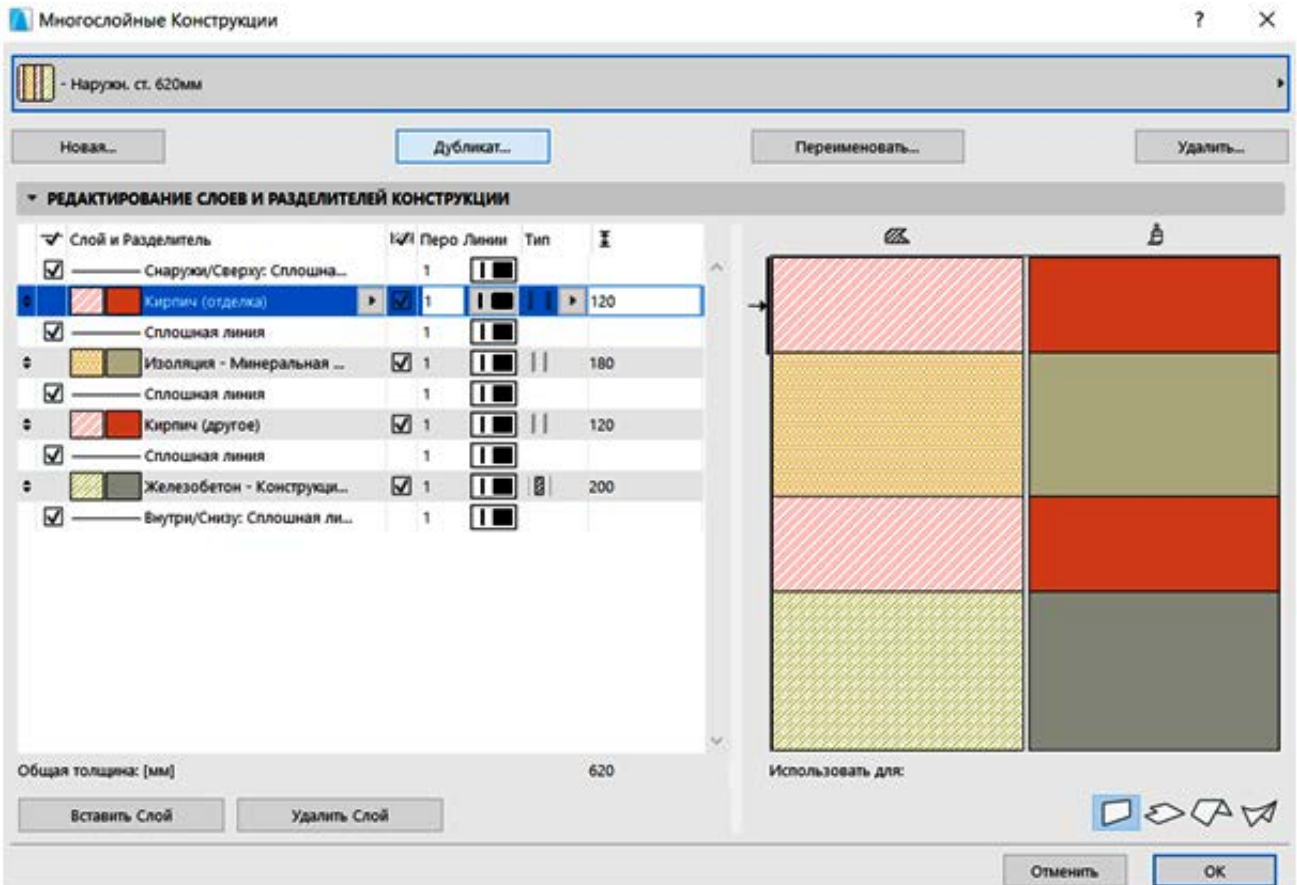 Многослойные Конструкции ? ×
- Наружн. ст. 620мм
Новая... Дубликат... Переименовать... Удалить...
РЕДАКТИРОВАНИЕ СЛОЕВ И РАЗДЕЛИТЕЛЕЙ КОНСТРУКЦИИ
Слой и Разделитель Перо Линии Тип
Снаружи/Сверху: Сплошна... 1
Кирпич (отделка) 1 120
Сплошная линия 1
Изоляция - Минеральная ... 1 180
Сплошная линия 1
Кирпич (другое) 1 120
Сплошная линия 1
Железобетон - Конструкци... 1 200
Внутри/Снизу: Сплошная ли... 1
Общая толщина: [мм] 620 Использовать для:
Вставить Слой Удалить Слой
Отменить OK